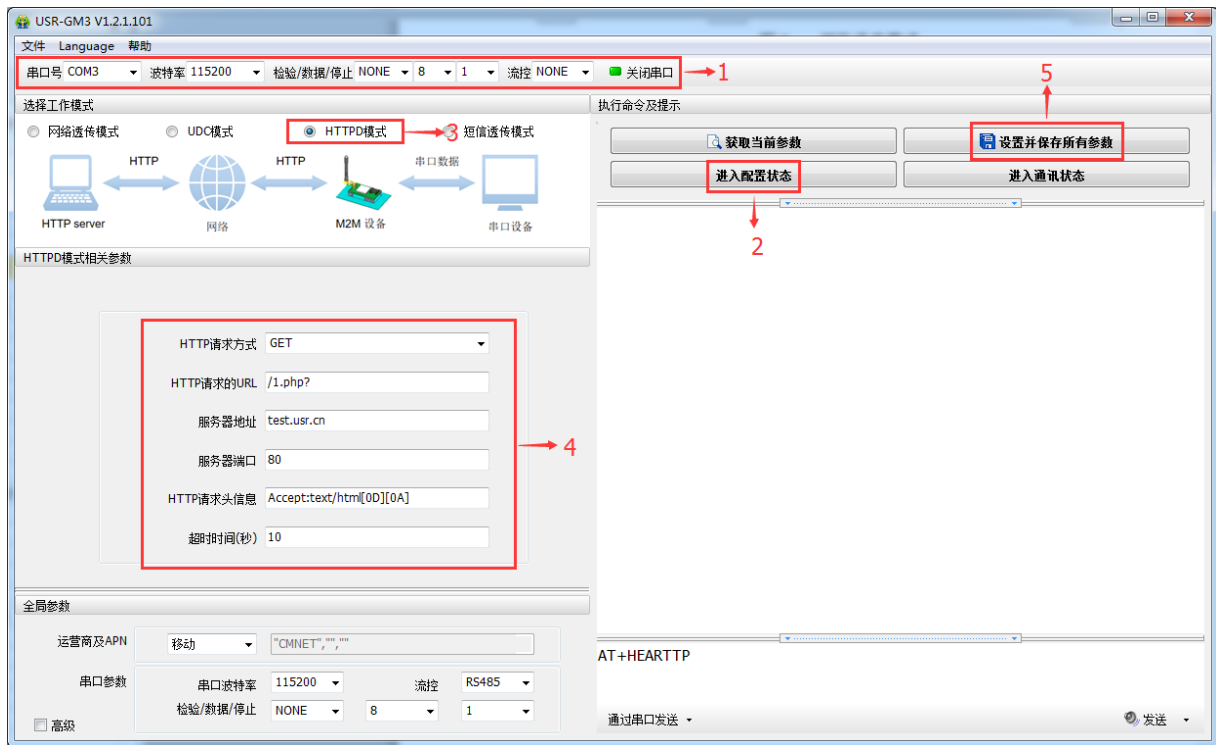 USR-GM3 V1.2.1.101
文件 Language 帮助
串口号 COM3 波特率 115200 检验/数据/停止 NONE 8 1 流控 NONE 关闭串口 1
选择工作模式
网络透传模式 UDC模式 HTTPD模式 3 短信透传模式
HTTP HTTP 串口数据
HTTP server 网络 M2M 设备 串口设备
HTTPD模式相关参数
HTTP请求方式 GET
HTTP请求的URL /1.php?
服务器地址 test.usr.cn
服务器端口 80
4
HTTP请求头信息 Accept:text/html[0D][0A]
超时时间(秒) 10
全局参数
运营商及APN 移动 "CMNET","",""
串口参数 串口波特率 115200 流控 RS485
检验/数据/停止 NONE 8 1
高级
5
执行命令及提示
获取当前参数 设置并保存所有参数
进入配置状态 进入通讯状态
2
AT+HEARTTP
通过串口发送 发送